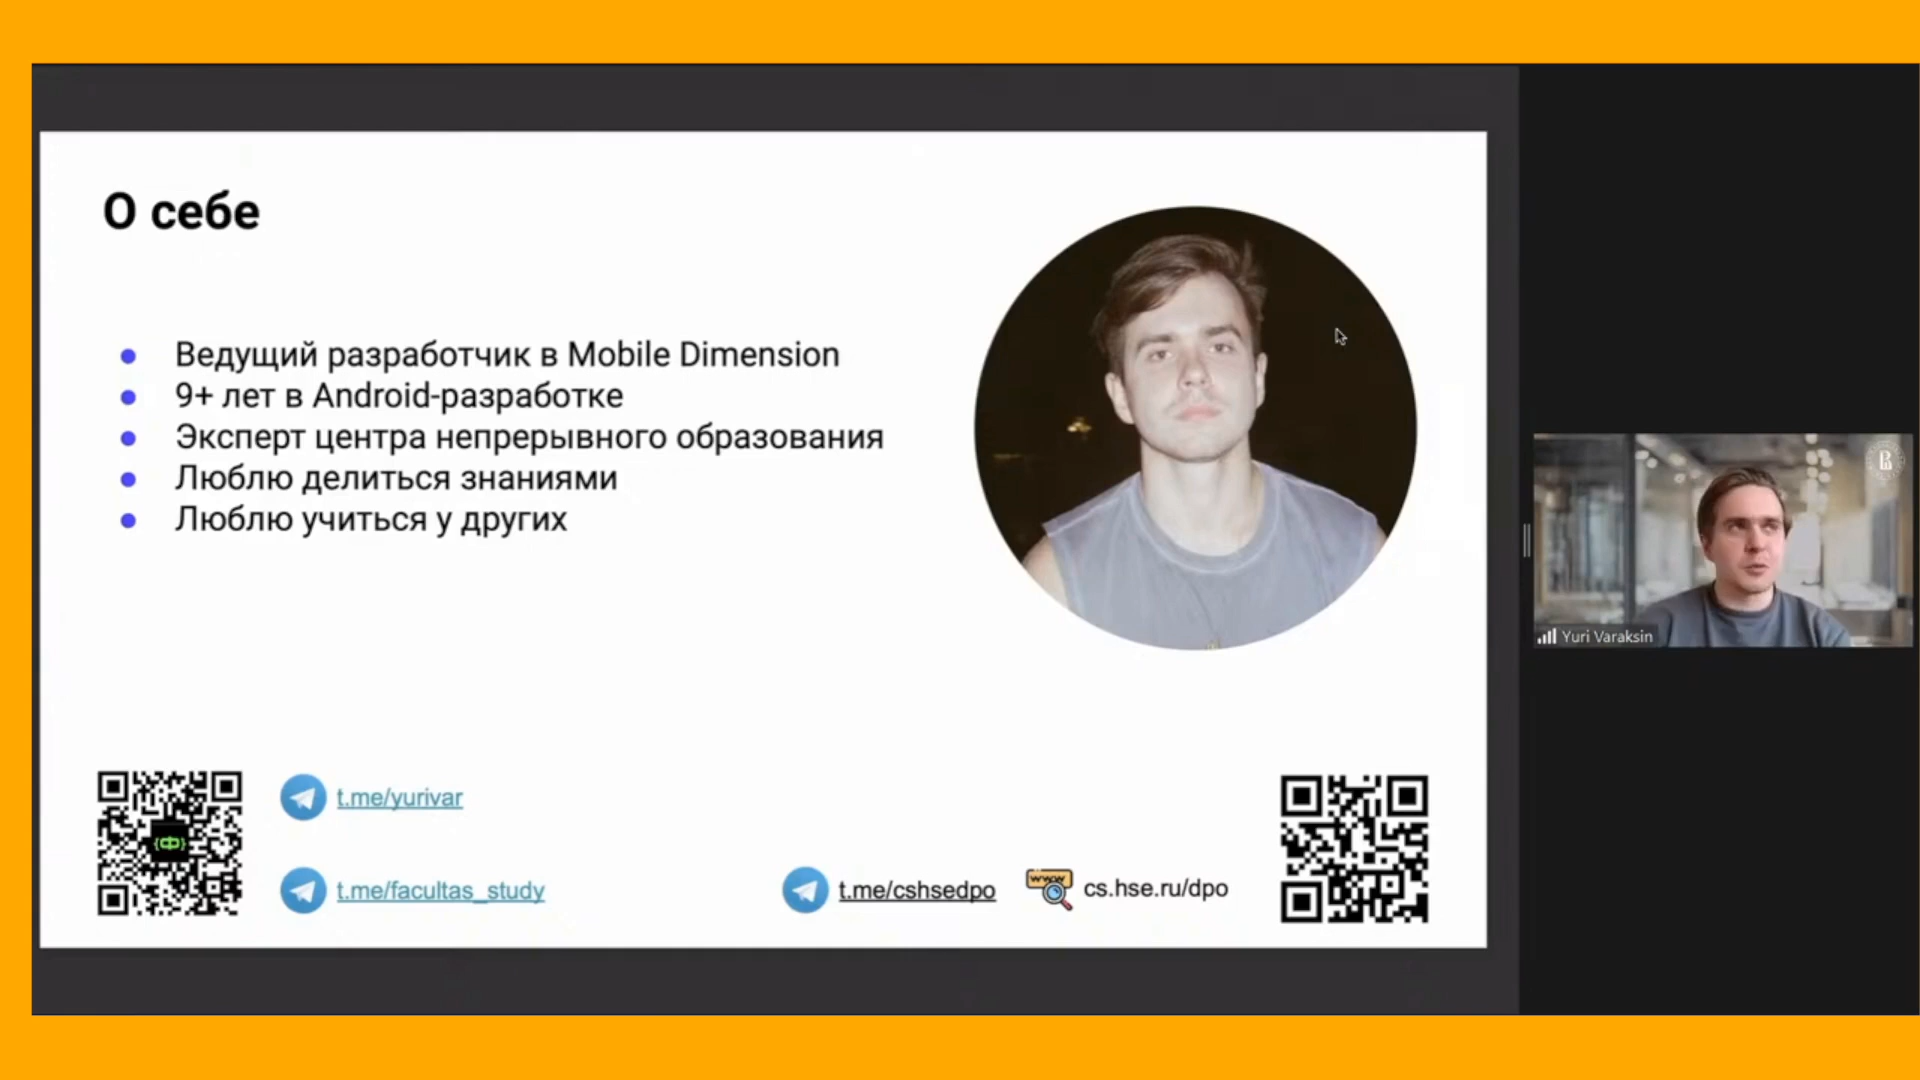 О себе
Ведущий разработчик в Mobile Dimension
9+ лет в Android-разработке
Эксперт центра непрерывного образования
Люблю делиться знаниями
Люблю учиться у других
t.me/yurivar
t.me/facultas_study
t.me/cshsedpo
www
cs.hse.ru/dpo
{ф}
Yuri Varaksin